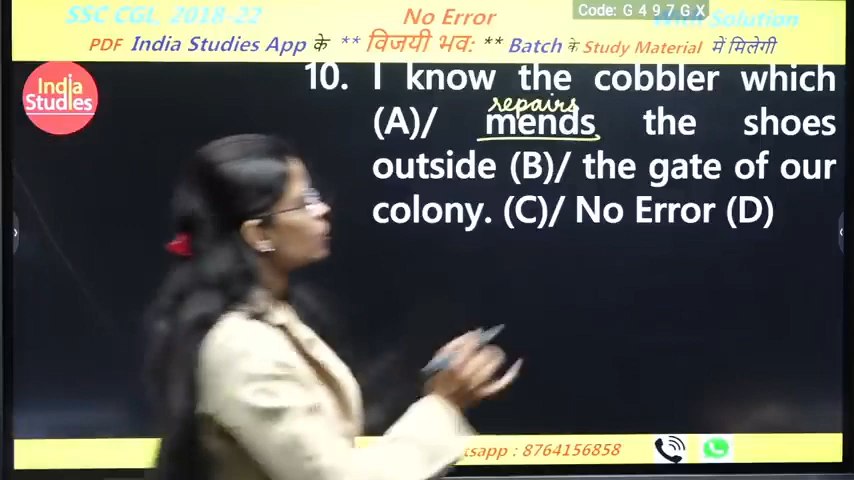 SSC CGL 2018-22
No Error
Code: G 4 9 7 G X
With Solution
PDF India Studies App के ** विजयी भव: ** Batch के Study Material में मिलेगी
India
Studies
10. I know the cobbler which
repairs
(A)/ mends the shoes
outside (B)/ the gate of our
colony. (C)/ No Error (D)
tsapp : 8764156858